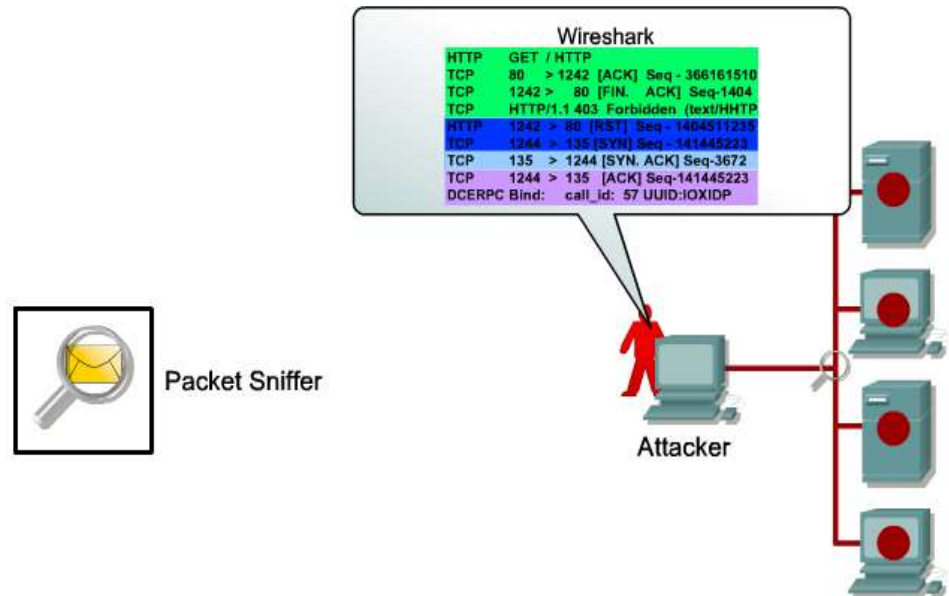 Wireshark
HTTP GET / HTTP
TCP 80 > 1242 [ACK] Seq - 366161510
TCP 1242 > 80 [FIN. ACK] Seq-1404
TCP HTTP/1.1 403 Forbidden (text/HHTP
HTTP 1242 > 80 [RST] Seq - 1404511235
TCP 1244 > 135 [SYN] Seq - 141445223
TCP 135 > 1244 [SYN. ACK] Seq-3672
TCP 1244 > 135 [ACK] Seq-141445223
DCERPC Bind: call_id: 57 UUID:IOXIDP
Packet Sniffer
Attacker